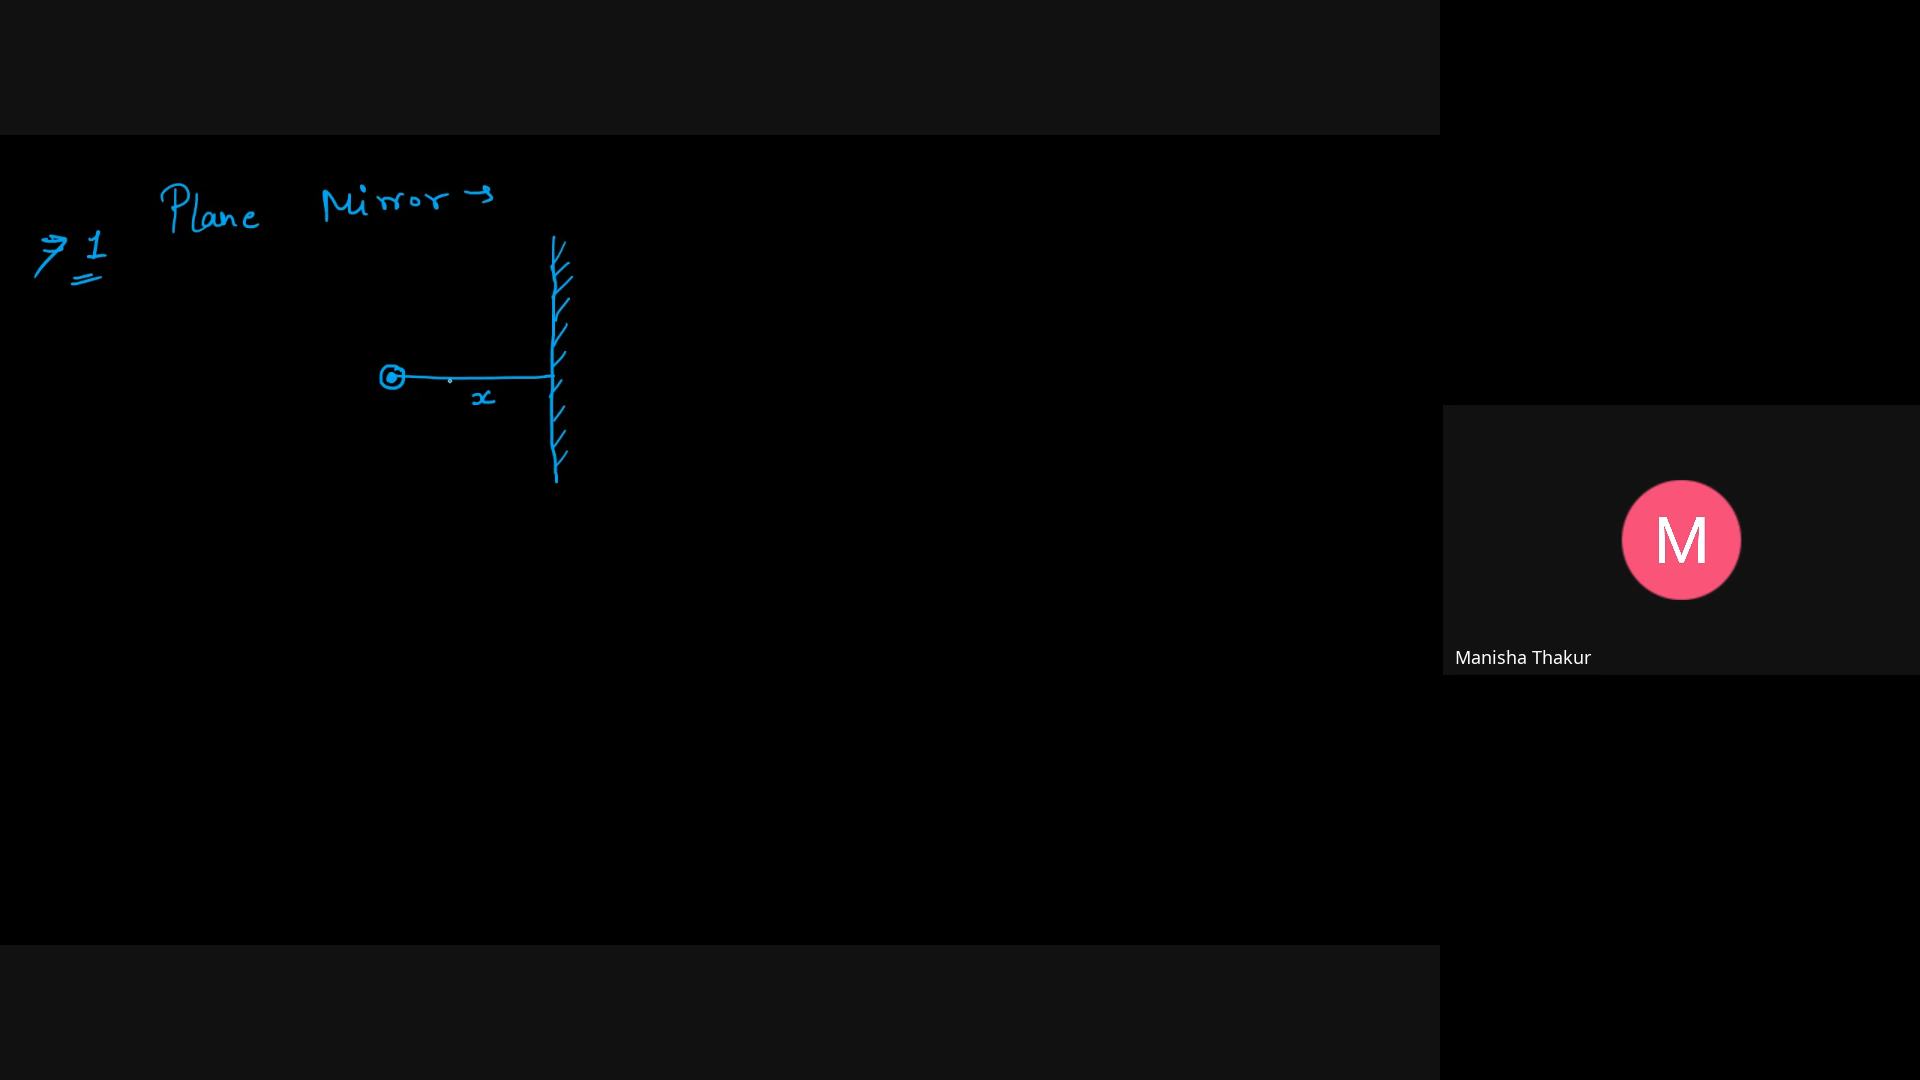 Plane Mirror →
→ 1
x
M
Manisha Thakur